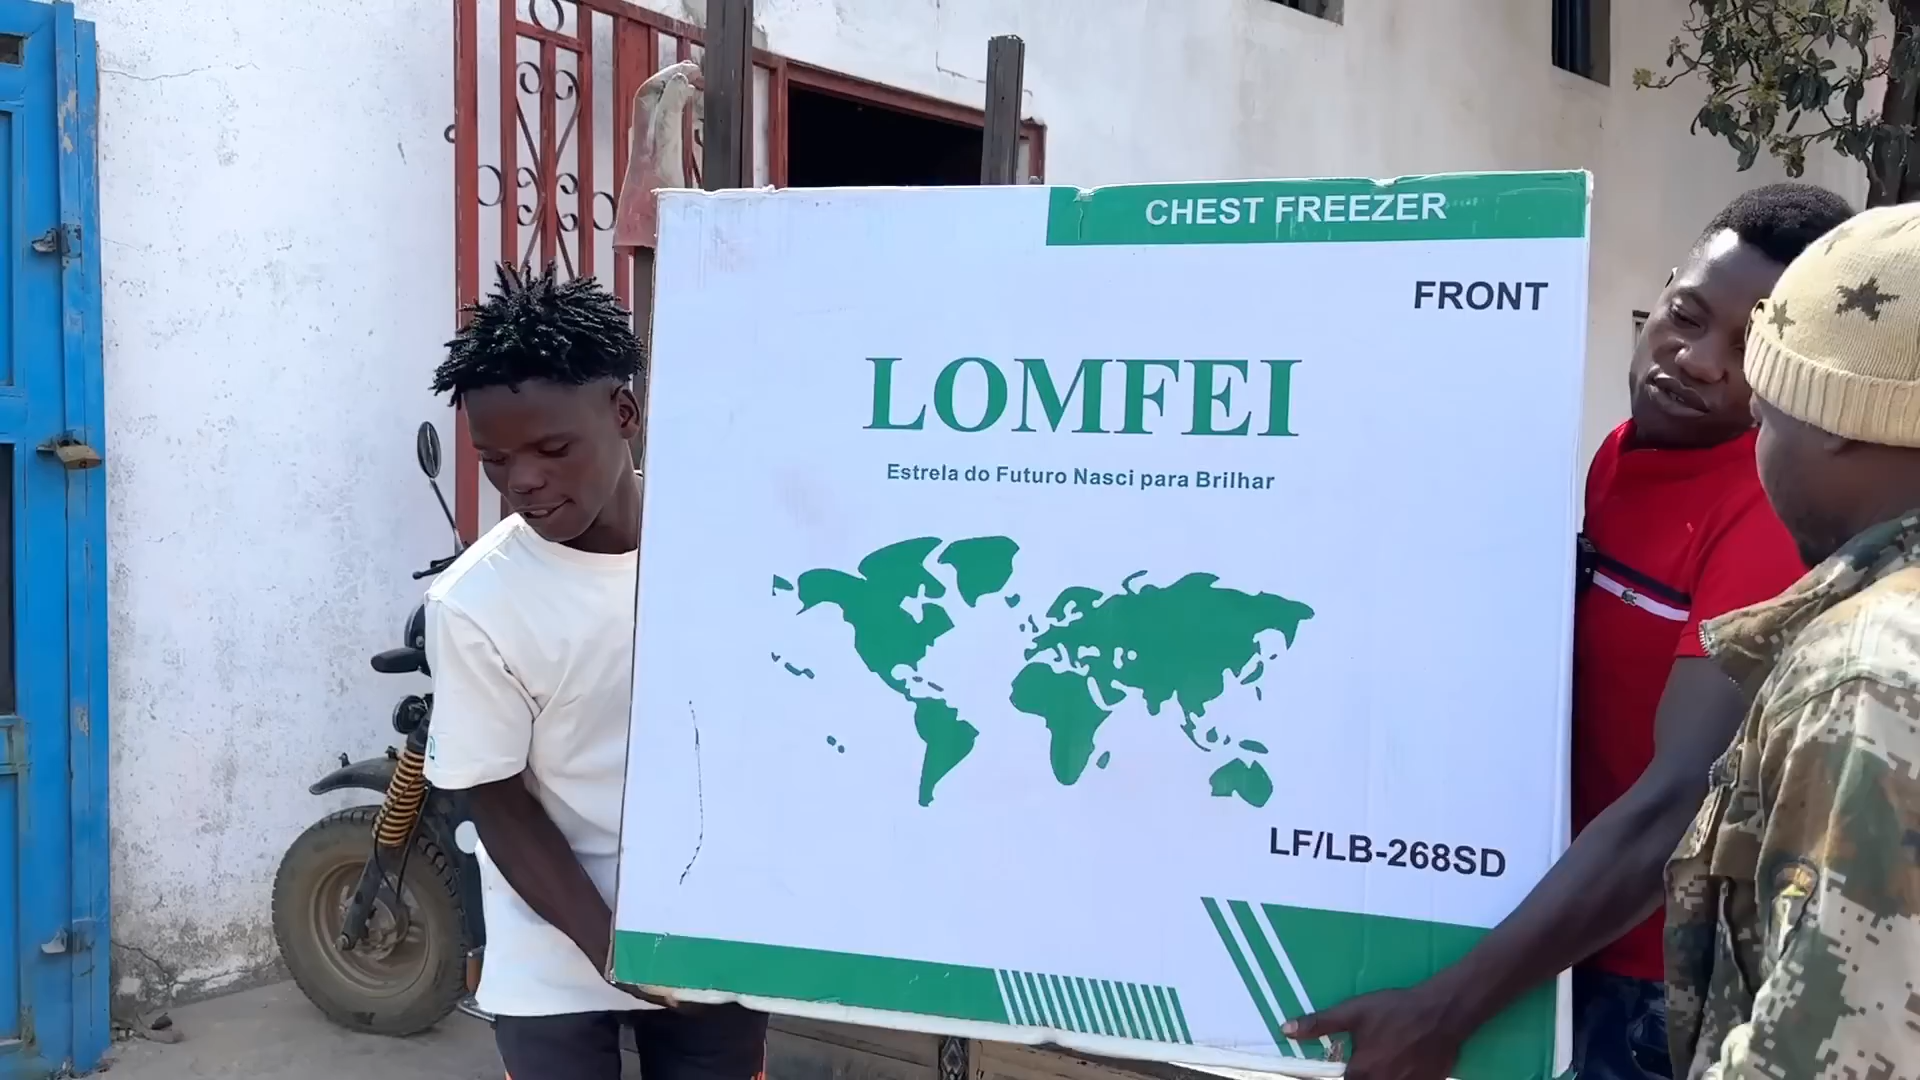 CHEST FREEZER
FRONT
LOMFEI
Estrela do Futuro Nasci para Brilhar
LF/LB-268SD